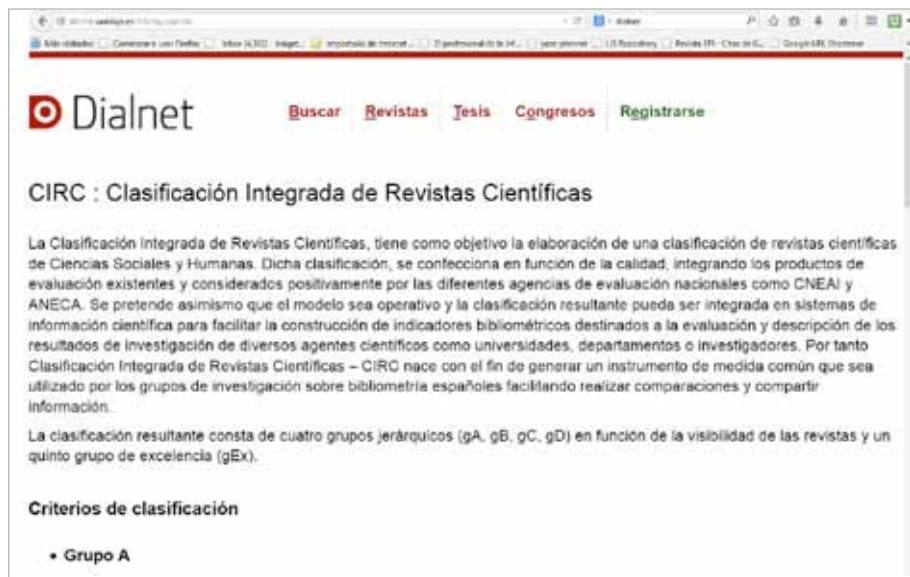 dialnet
Más visitados Comenzar a usar Firefox
Dialnet
Buscar Revistas Tesis Congresos Registrarse
CIRC : Clasificación Integrada de Revistas Científicas
La Clasificación Integrada de Revistas Científicas, tiene como objetivo la elaboración de una clasificación de revistas científicas
de Ciencias Sociales y Humanas. Dicha clasificación, se confecciona en función de la calidad, integrando los productos de
evaluación existentes y considerados positivamente por las diferentes agencias de evaluación nacionales como CNEAI y
ANECA. Se pretende asimismo que el modelo sea operativo y la clasificación resultante pueda ser integrada en sistemas de
información científica para facilitar la construcción de indicadores bibliométricos destinados a la evaluación y descripción de los
resultados de investigación de diversos agentes científicos como universidades, departamentos o investigadores. Por tanto
Clasificación Integrada de Revistas Científicas – CIRC nace con el fin de generar un instrumento de medida común que sea
utilizado por los grupos de investigación sobre bibliometría españoles facilitando realizar comparaciones y compartir
información.
La clasificación resultante consta de cuatro grupos jerárquicos (gA, gB, gC, gD) en función de la visibilidad de las revistas y un
quinto grupo de excelencia (gEx).
Criterios de clasificación
• Grupo A